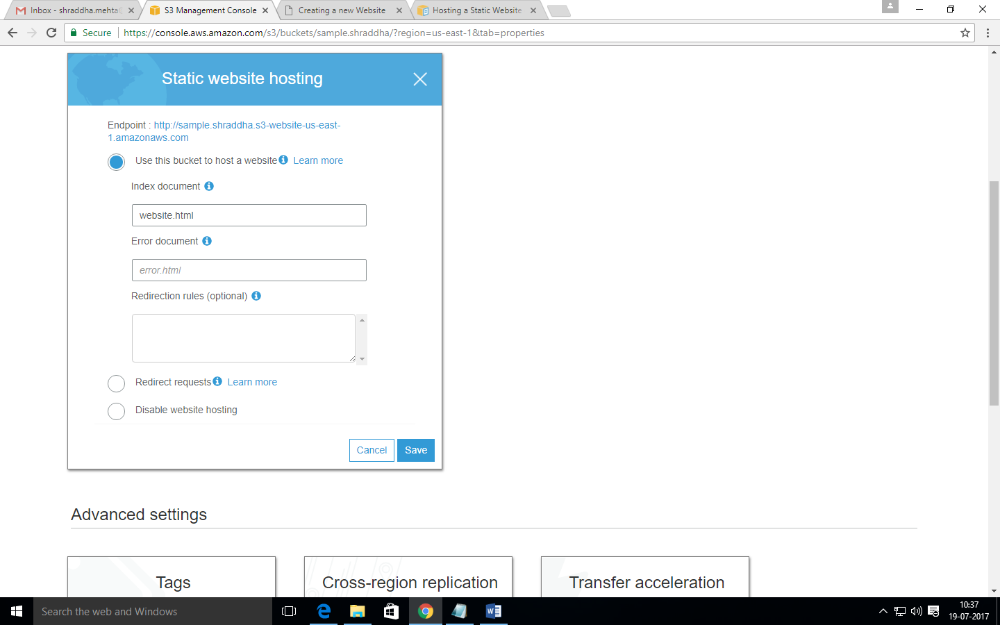 Inbox - shraddha.mehta
S3 Management Console
Creating a new Website
Hosting a Static Website
Secure
https://console.aws.amazon.com/s3/buckets/sample.shraddha/?region=us-east-1&tab=properties
Static website hosting
Endpoint : http://sample.shraddha.s3-website-us-east-
1.amazonaws.com
Use this bucket to host a website Learn more
Index document
website.html
Error document
error.html
Redirection rules (optional)
Redirect requests Learn more
Disable website hosting
Cancel Save
Advanced settings
Tags
Cross-region replication
Transfer acceleration
Search the web and Windows
10:37
19-07-2017